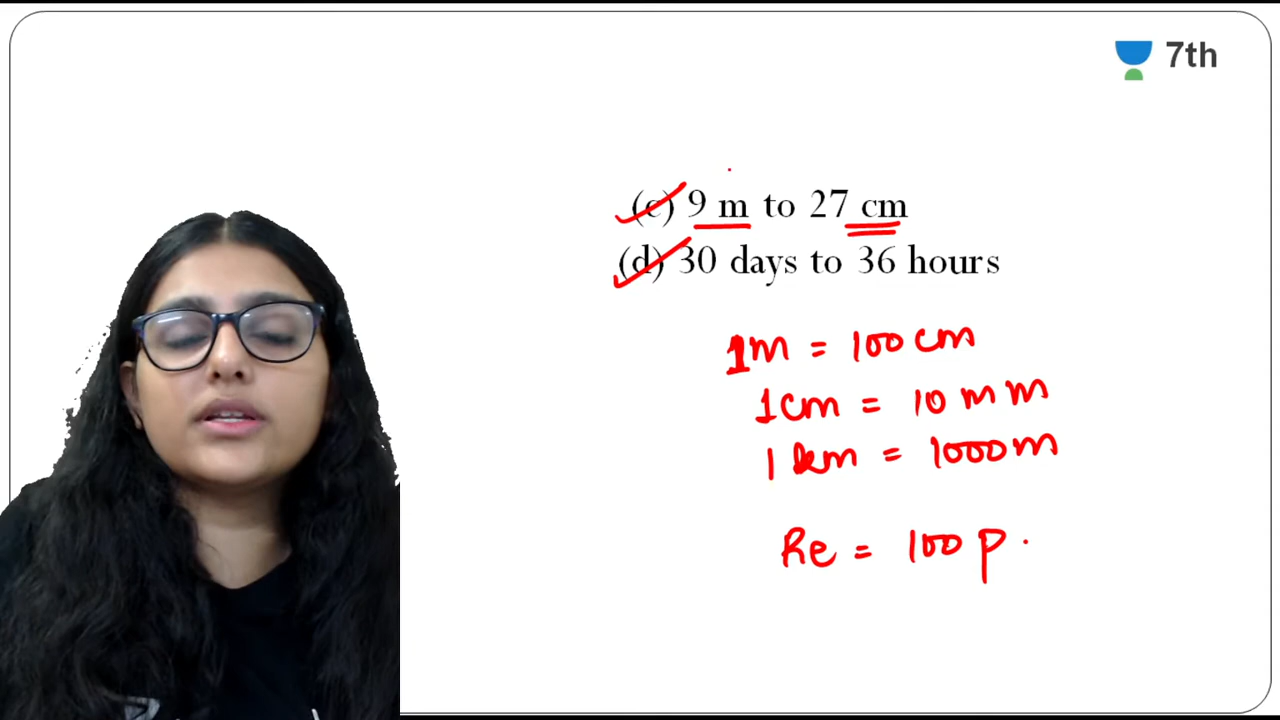 7th
(c) 9 m to 27 cm
(d) 30 days to 36 hours
1m = 100 cm
1cm = 10 mm
1 km = 1000m
Re = 100 p.